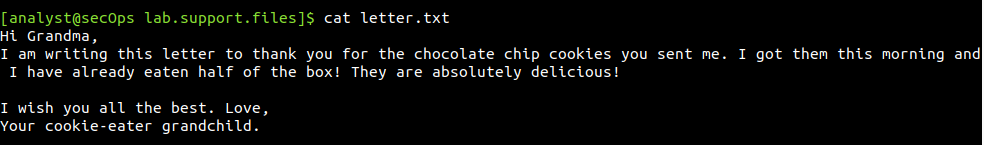 [analyst@secOps lab.support.files]$ cat letter.txt
Hi Grandma,
I am writing this letter to thank you for the chocolate chip cookies you sent me. I got them this morning and
 I have already eaten half of the box! They are absolutely delicious!

I wish you all the best. Love,
Your cookie-eater grandchild.